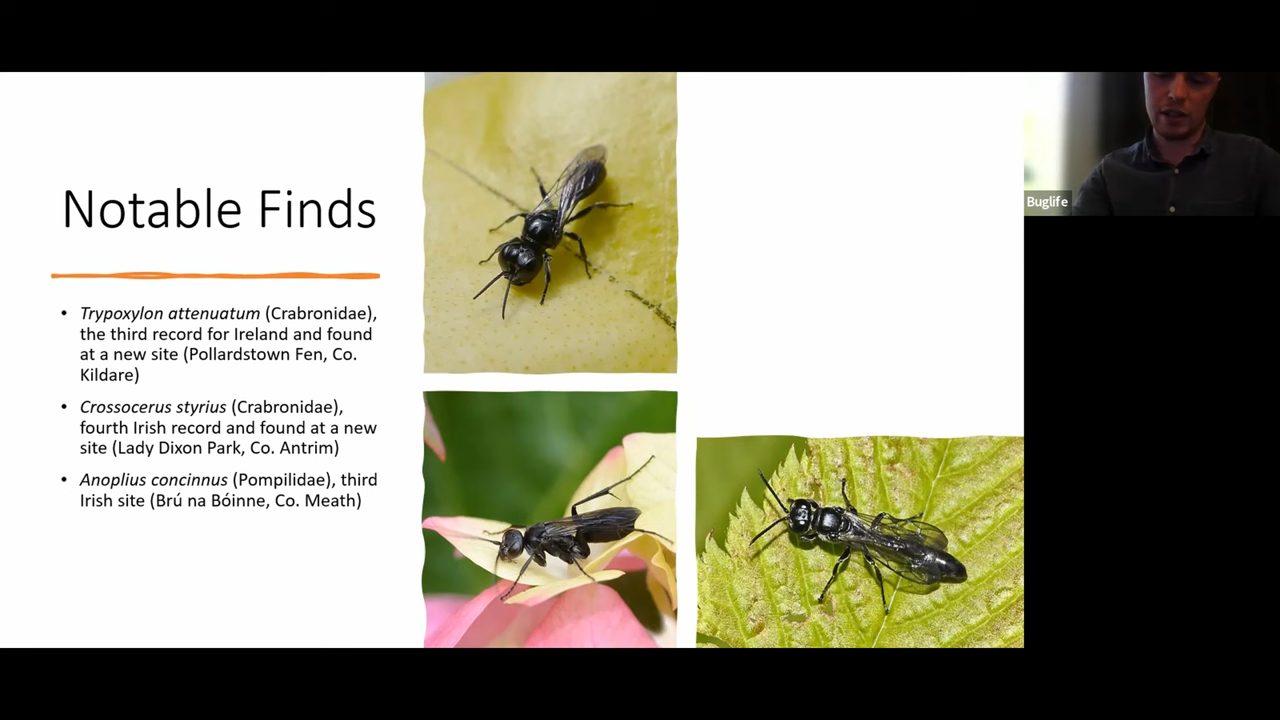 Notable Finds
• Trypoxylon attenuatum (Crabronidae),
the third record for Ireland and found
at a new site (Pollardstown Fen, Co.
Kildare)
• Crossocerus styrius (Crabronidae),
fourth Irish record and found at a new
site (Lady Dixon Park, Co. Antrim)
• Anoplius concinnus (Pompilidae), third
Irish site (Brú na Bóinne, Co. Meath)
Buglife